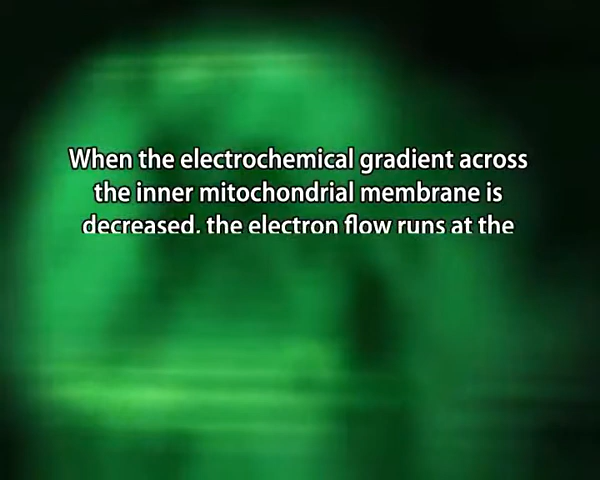 When the electrochemical gradient across
the inner mitochondrial membrane is
decreased, the electron flow runs at the